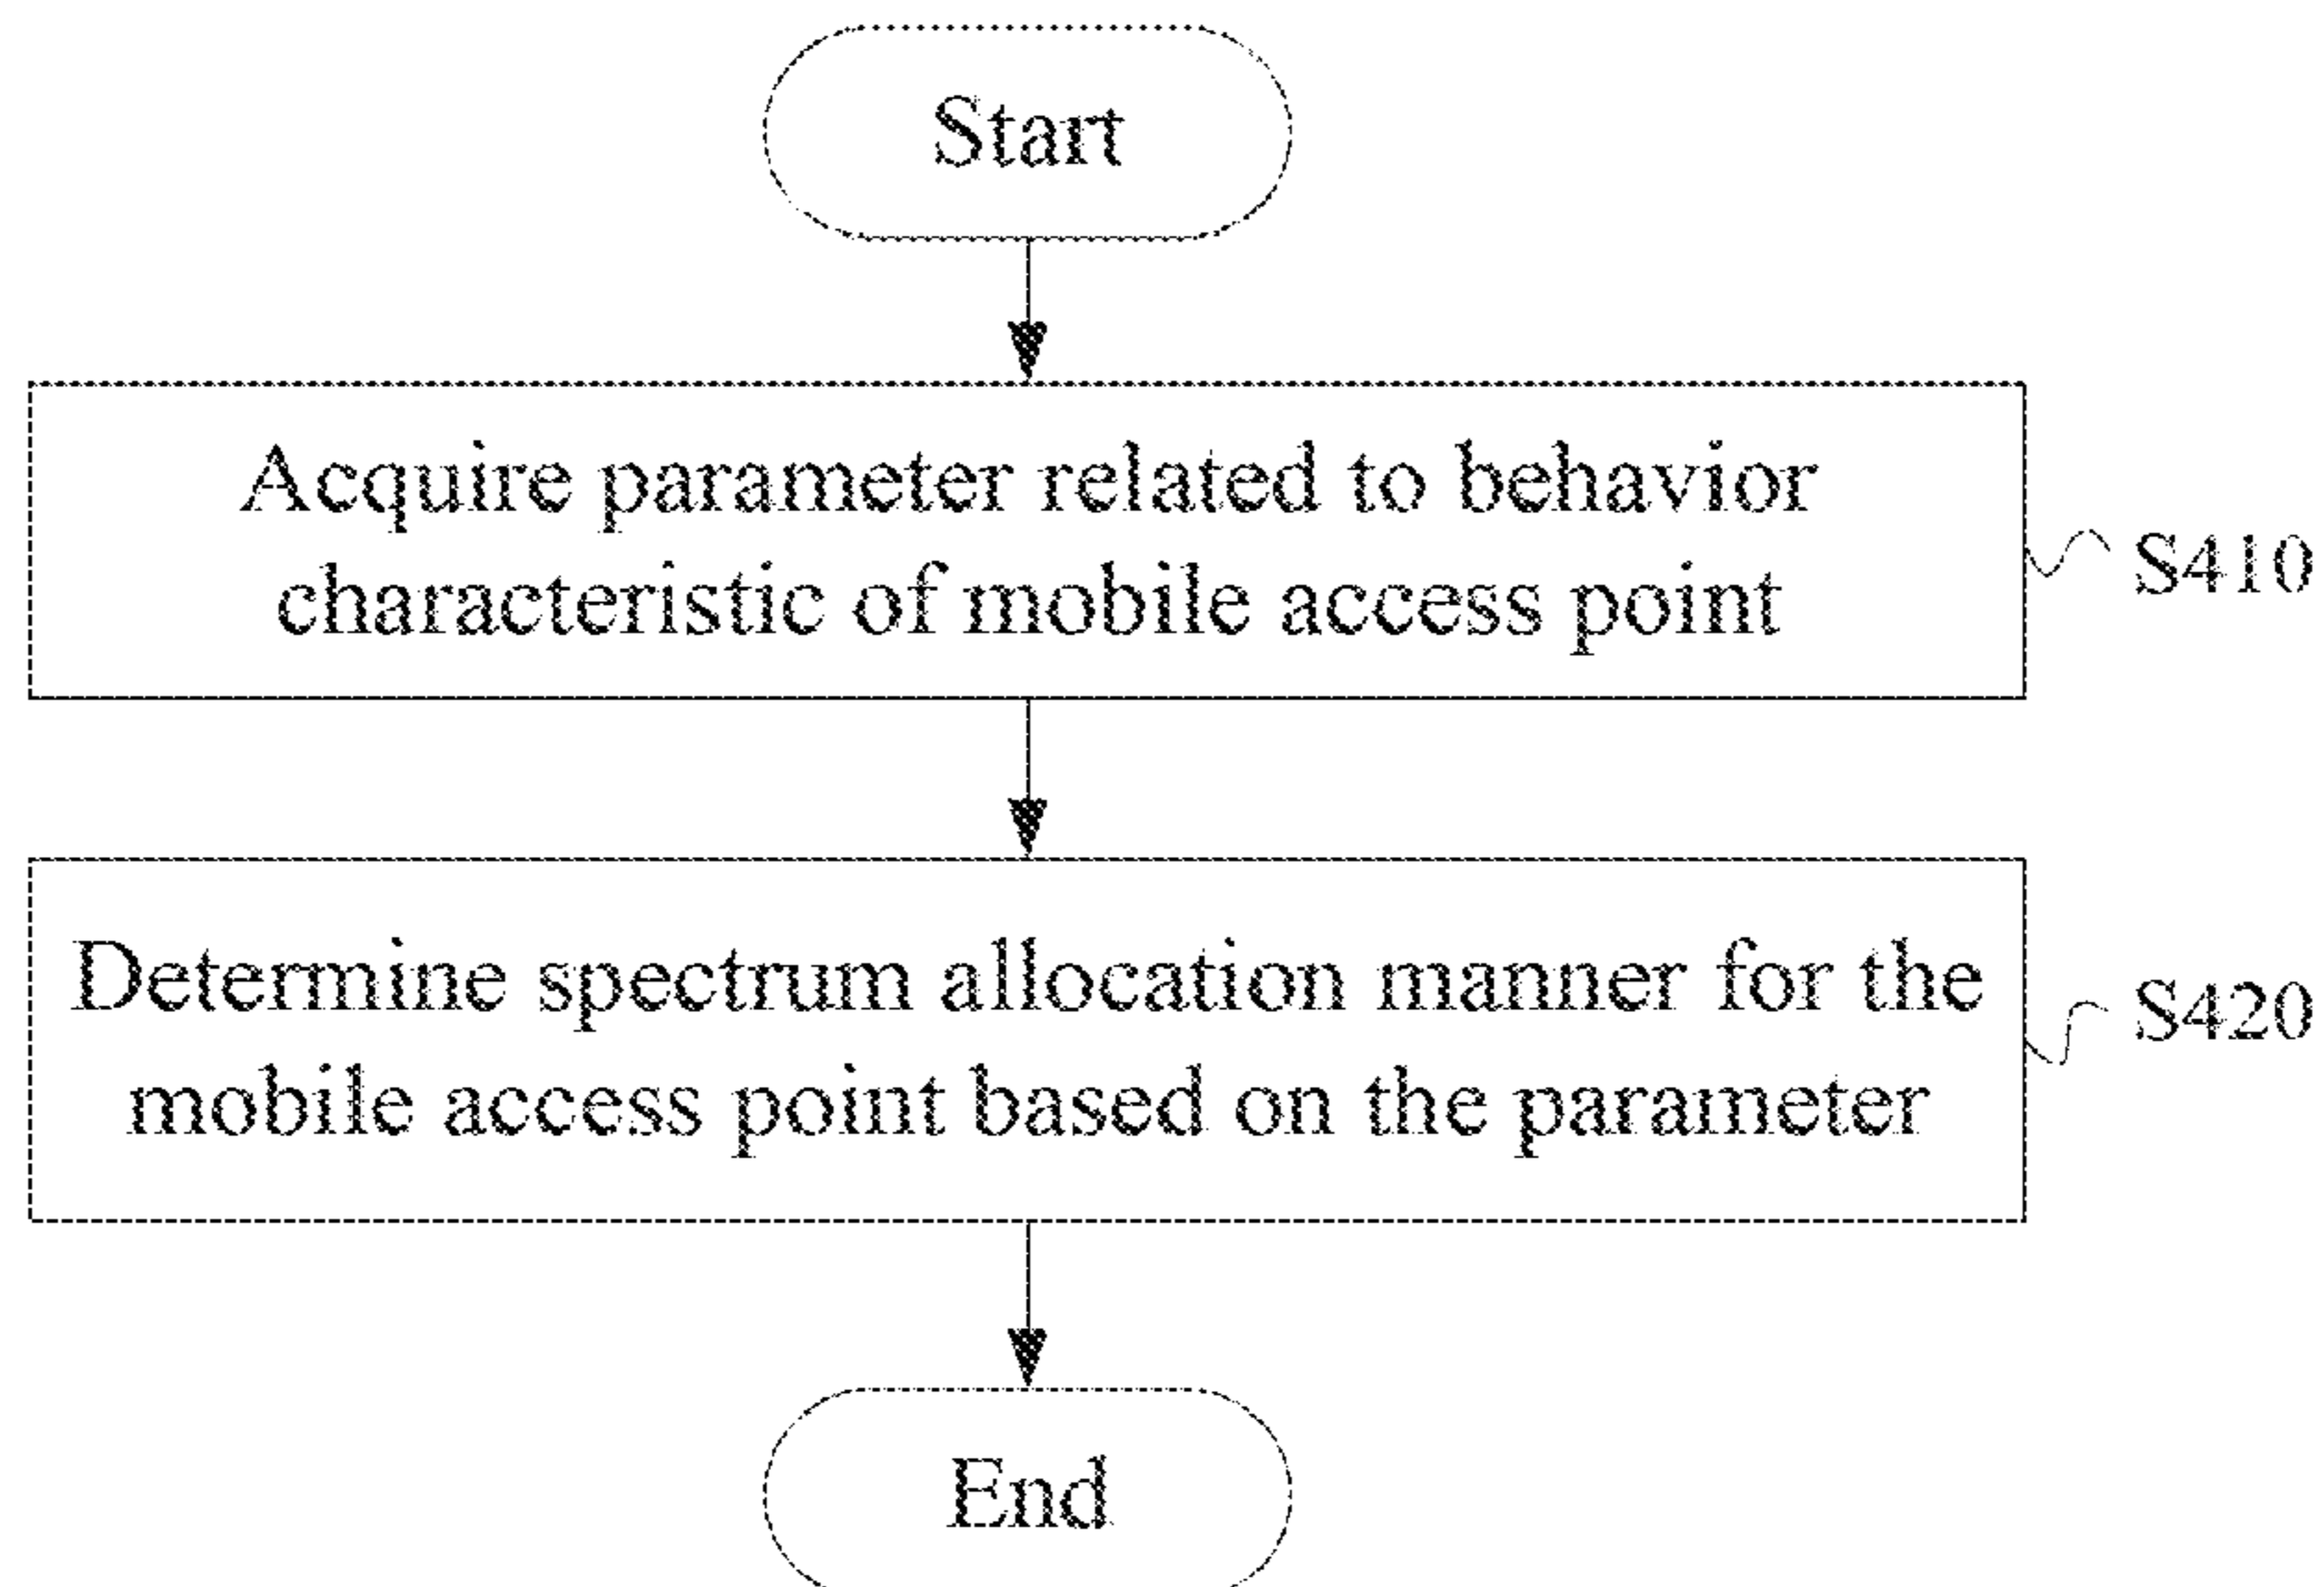 Start
Acquire parameter related to behavior
characteristic of mobile access point
S410
Determine spectrum allocation manner for the
mobile access point based on the parameter
S420
End